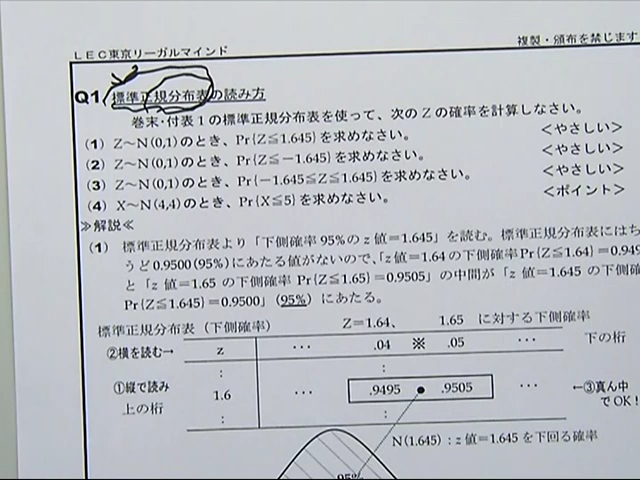 LEC東京リーガルマインド
複製・頒布を禁じます
Q1 標準正規分布表の読み方
巻末・付表1の標準正規分布表を使って、次のZの確率を計算しなさい。
(1) Z～N(0,1)のとき、Pr{Z≦1.645}を求めなさい。 <やさしい>
(2) Z～N(0,1)のとき、Pr{Z≦－1.645}を求めなさい。 <やさしい>
(3) Z～N(0,1)のとき、Pr{－1.645≦Z≦1.645}を求めなさい。 <やさしい>
(4) X～N(4,4)のとき、Pr{X≦5}を求めなさい。 <ポイント>
≫解説≪
(1) 標準正規分布表より「下側確率95%のz値＝1.645」を読む。標準正規分布表にはち
うど0.9500(95%)にあたる値がないので、「z値＝1.64の下側確率Pr{Z≦1.64}＝0.949
と「z値＝1.65の下側確率Pr{Z≦1.65}＝0.9505」の中間が「z値＝1.645の下側確
Pr{Z≦1.645}＝0.9500」(95%)にあたる。
標準正規分布表（下側確率） Z＝1.64、 1.65 に対する下側確率
②横を読む→ z … .04 ※ .05 … 下の桁
: :
①縦で読み 1.6 … .9495 ● .9505 … ←③真ん中
上の桁 でOK！
: :
N(1.645)：z値＝1.645を下回る確率
95%